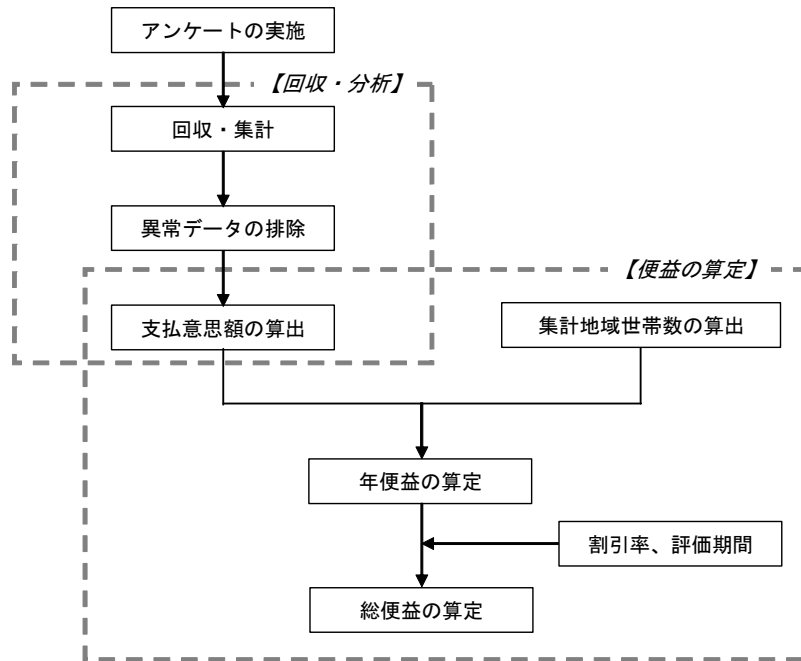 アンケートの実施
【回収・分析】
回収・集計
異常データの排除
【便益の算定】
支払意思額の算出
集計地域世帯数の算出
年便益の算定
割引率、評価期間
総便益の算定